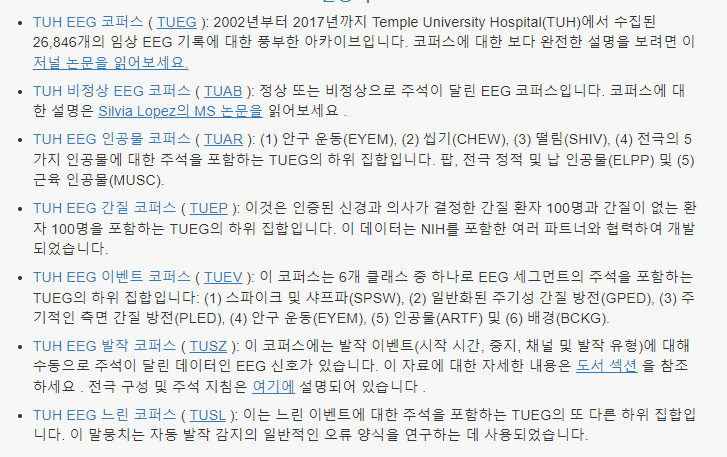 TUH EEG 코퍼스 ( TUEG ): 2002년부터 2017년까지 Temple University Hospital(TUH)에서 수집된
26,846개의 임상 EEG 기록에 대한 풍부한 아카이브입니다. 코퍼스에 대한 보다 완전한 설명을 보려면 이
저널 논문을 읽어보세요.
TUH 비정상 EEG 코퍼스 ( TUAB ): 정상 또는 비정상으로 주석이 달린 EEG 코퍼스입니다. 코퍼스에 대
한 설명은 Silvia Lopez의 MS 논문을 읽어보세요 .
TUH EEG 인공물 코퍼스 ( TUAR ): (1) 안구 운동(EYEM), (2) 씹기(CHEW), (3) 떨림(SHIV), (4) 전극의 5
가지 인공물에 대한 주석을 포함하는 TUEG의 하위 집합입니다. 팝, 전극 정적 및 납 인공물(ELPP) 및 (5)
근육 인공물(MUSC).
TUH EEG 간질 코퍼스 ( TUEP ): 이것은 인증된 신경과 의사가 결정한 간질 환자 100명과 간질이 없는 환
자 100명을 포함하는 TUEG의 하위 집합입니다. 이 데이터는 NIH를 포함한 여러 파트너와 협력하여 개발
되었습니다.
TUH EEG 이벤트 코퍼스 ( TUEV ): 이 코퍼스는 6개 클래스 중 하나로 EEG 세그먼트의 주석을 포함하는
TUEG의 하위 집합입니다: (1) 스파이크 및 샤프파(SPSW), (2) 일반화된 주기성 간질 방전(GPED), (3) 주
기적인 측면 간질 방전(PLED), (4) 안구 운동(EYEM), (5) 인공물(ARTF) 및 (6) 배경(BCKG).
TUH EEG 발작 코퍼스 ( TUSZ ): 이 코퍼스에는 발작 이벤트(시작 시간, 중지, 채널 및 발작 유형)에 대해
수동으로 주석이 달린 데이터인 EEG 신호가 있습니다. 이 자료에 대한 자세한 내용은 도서 섹션 을 참조
하세요 . 전극 구성 및 주석 지침은 여기에 설명되어 있습니다 .
TUH EEG 느린 코퍼스 ( TUSL ): 이는 느린 이벤트에 대한 주석을 포함하는 TUEG의 또 다른 하위 집합입
니다. 이 말뭉치는 자동 발작 감지의 일반적인 오류 양식을 연구하는 데 사용되었습니다.